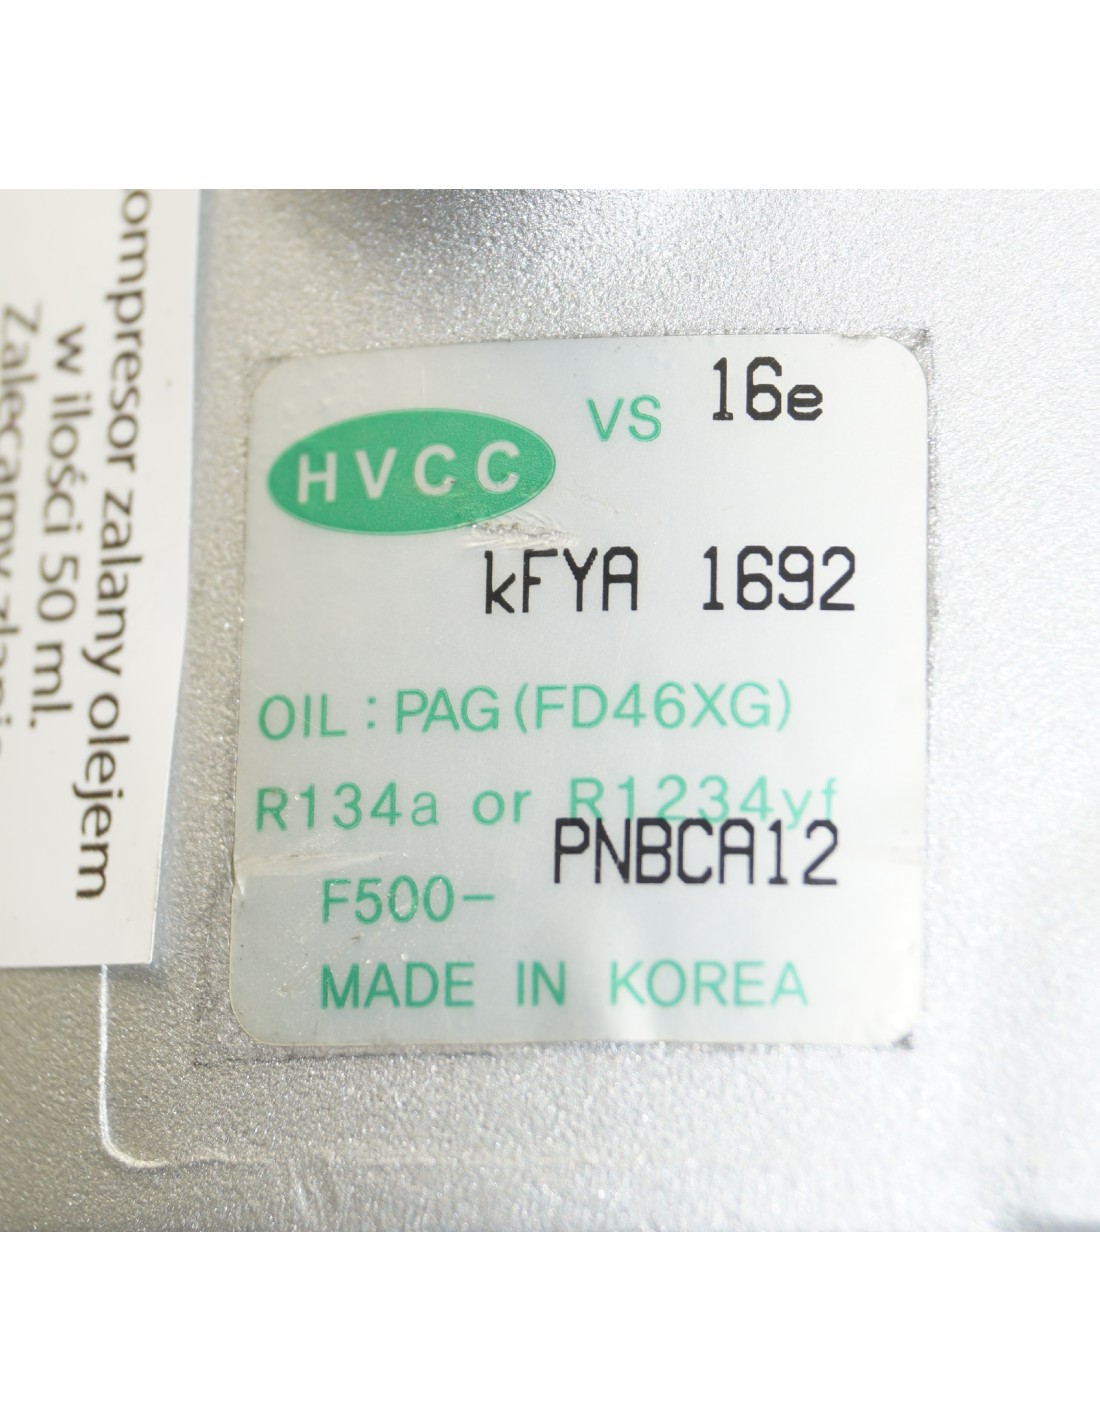 HVCC
VS 16e
kFYA 1692
OIL : PAG (FD46XG)
R134a or R1234yf
F500- PNBCA12
MADE IN KOREA
ompresor zalany olejem
w ilości 50 ml.
Zalecamy